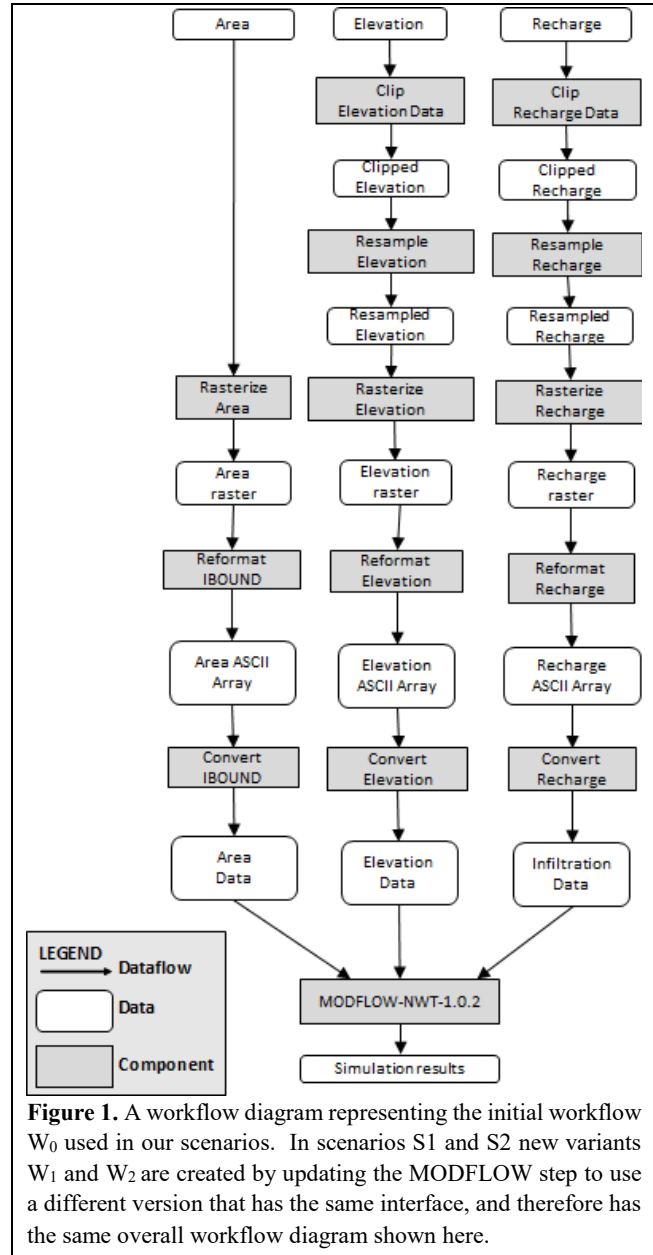 Area
Elevation
Recharge
Clip
Elevation Data
Clip
Recharge Data
Clipped
Elevation
Clipped
Recharge
Resample
Elevation
Resample
Recharge
Resampled
Elevation
Resampled
Recharge
Rasterize
Area
Rasterize
Elevation
Rasterize
Recharge
Area
raster
Elevation
raster
Recharge
raster
Reformat
IBOUND
Reformat
Elevation
Reformat
Recharge
Area ASCII
Array
Elevation
ASCII Array
Recharge
ASCII Array
Convert
IBOUND
Convert
Elevation
Convert
Recharge
Area
Data
Elevation
Data
Infiltration
Data
LEGEND
Dataflow
Data
Component
MODFLOW-NWT-1.0.2
Simulation results
Figure 1. A workflow diagram representing the initial workflow
W0 used in our scenarios. In scenarios S1 and S2 new variants
W1 and W2 are created by updating the MODFLOW step to use
a different version that has the same interface, and therefore has
the same overall workflow diagram shown here.